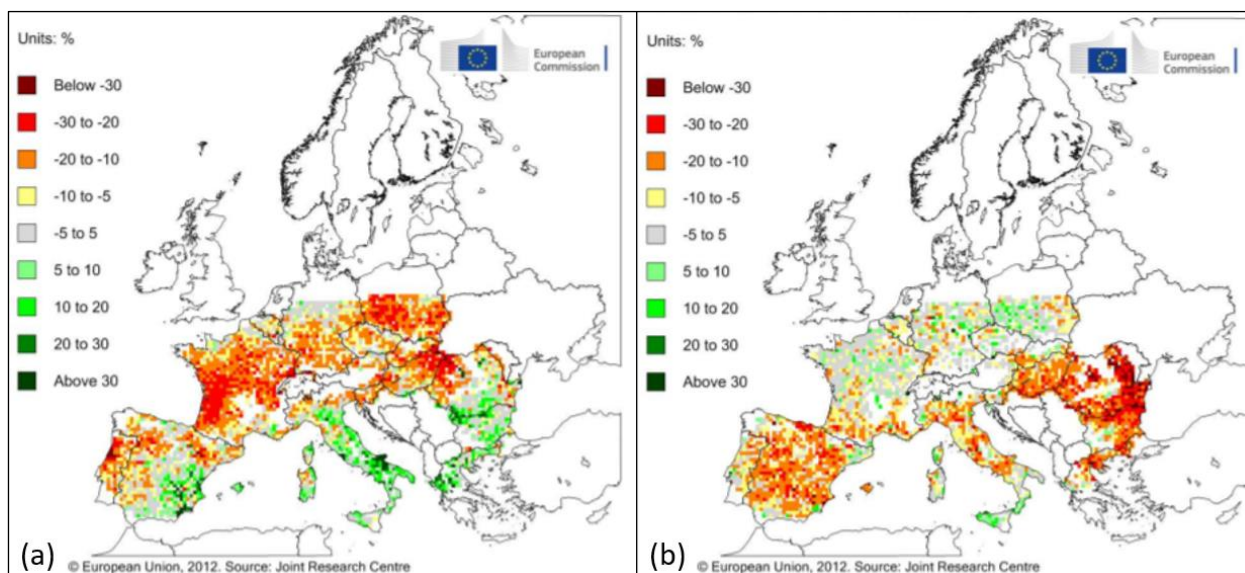 Units: %
European
Commission
Below -30
-30 to -20
-20 to -10
-10 to -5
-5 to 5
5 to 10
10 to 20
20 to 30
Above 30
(a)
© European Union, 2012. Source: Joint Research Centre
Units: %
European
Commission
Below -30
-30 to -20
-20 to -10
-10 to -5
-5 to 5
5 to 10
10 to 20
20 to 30
Above 30
(b)
© European Union, 2012. Source: Joint Research Centre